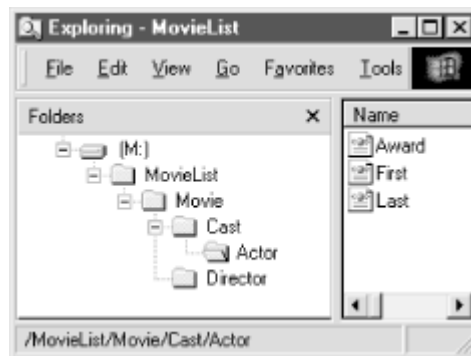 Exploring - MovieList
File Edit View Go Favorites Tools
Folders
(M:)
MovieList
Movie
Cast
Actor
Director
Name
Award
First
Last
/MovieList/Movie/Cast/Actor